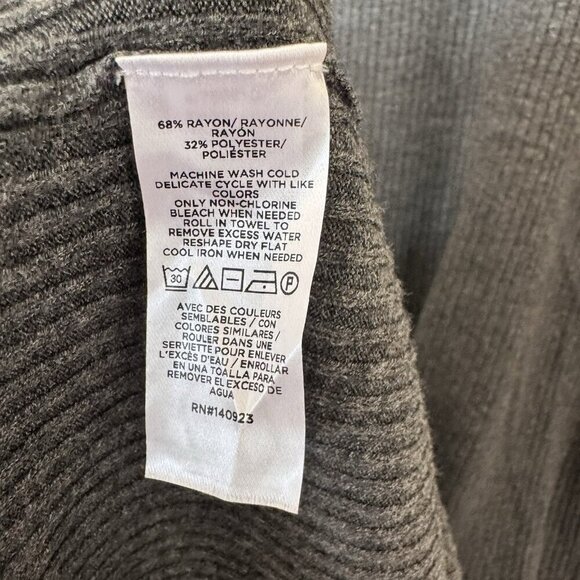 68% RAYON/ RAYONNE/
RAYÓN
32% POLYESTER/
POLIÉSTER
MACHINE WASH COLD
DELICATE CYCLE WITH LIKE
COLORS
ONLY NON-CHLORINE
BLEACH WHEN NEEDED
ROLL IN TOWEL TO
REMOVE EXCESS WATER
RESHAPE DRY FLAT
COOL IRON WHEN NEEDED
30 P
AVEC DES COULEURS
SEMBLABLES / CON
COLORES SIMILARES /
ROULER DANS UNE
SERVIETTE POUR ENLEVER
L'EXCÈS D'EAU / ENROLLAR
EN UNA TOALLA PARA
REMOVER EL EXCESO DE
AGUA
RN#140923